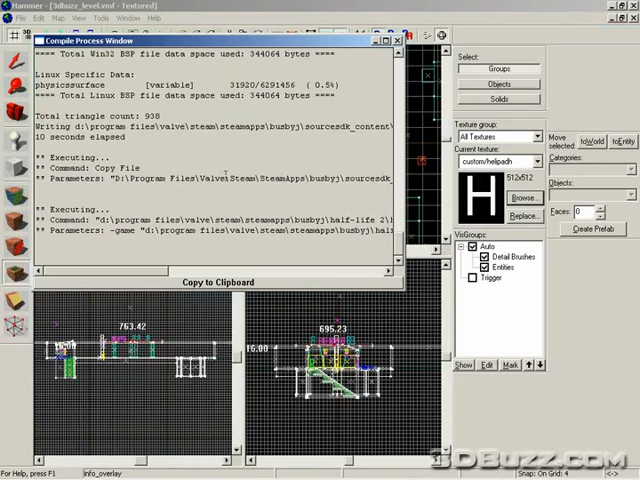 Hammer - [3dbuzz_level.vmf - Textured]
File Edit Map
Compile Process Window
==== Total Win32 BSP file data space used: 344064 bytes ====
Linux Specific Data:
physicssurface [variable] 31920/6291456 ( 0.5%)
==== Total Linux BSP file data space used: 344064 bytes ====
Total triangle count: 938
Writing d:\program files\valve\steam\steamapps\busbyj\sourcesdk_content\
10 seconds elapsed
** Executing...
** Command: Copy File
** Parameters: "D:\Program Files\Valve\Steam\SteamApps\busbyj\sourcesdk_
** Executing...
** Command: "d:\program files\valve\steam\steamapps\busbyj\half-life 2\
** Parameters: -game "d:\program files\valve\steam\steamapps\busbyj\half
Copy to Clipboard
Select:
Groups
Objects
Solids
Texture group:
All Textures
Current texture:
custom/helipadh
512x512
H
Browse...
Replace...
Move selected:
toWorld
toEntity
Categories:
Objects:
Faces: 0
Create Prefab
VisGroups:
Auto
Detail Brushes
Entities
Trigger
Show
Edit
Mark
763.42
695.23
16.00
3DBUZZ.COM
For Help, press F1
info_overlay
Snap: On Grid: 4
<->